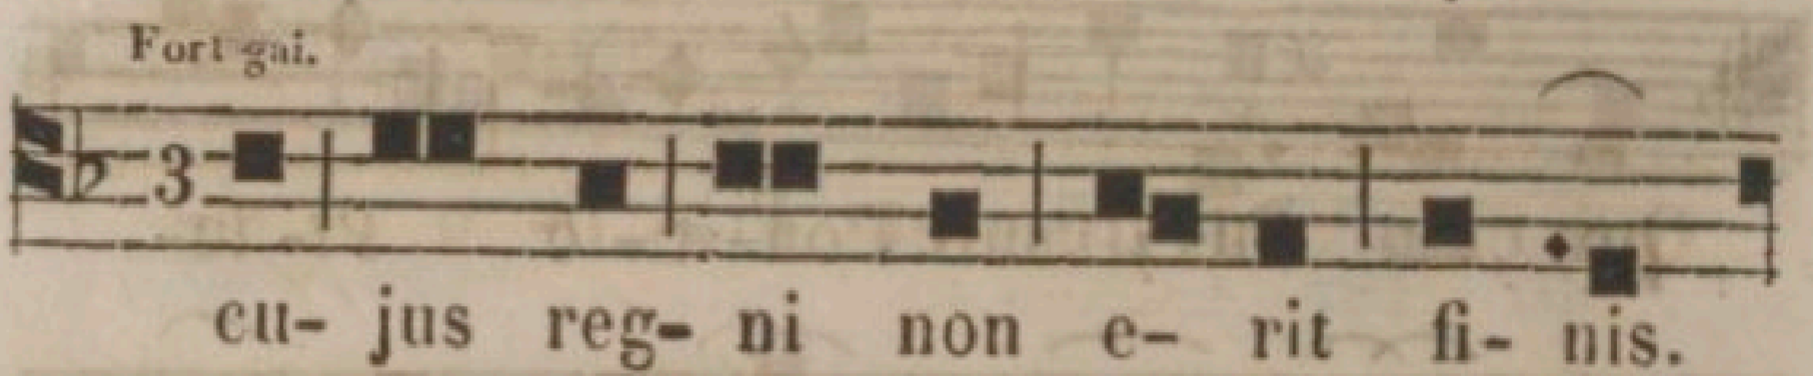 Fort gai.
3
cu- jus reg- ni non e- rit fi- nis.